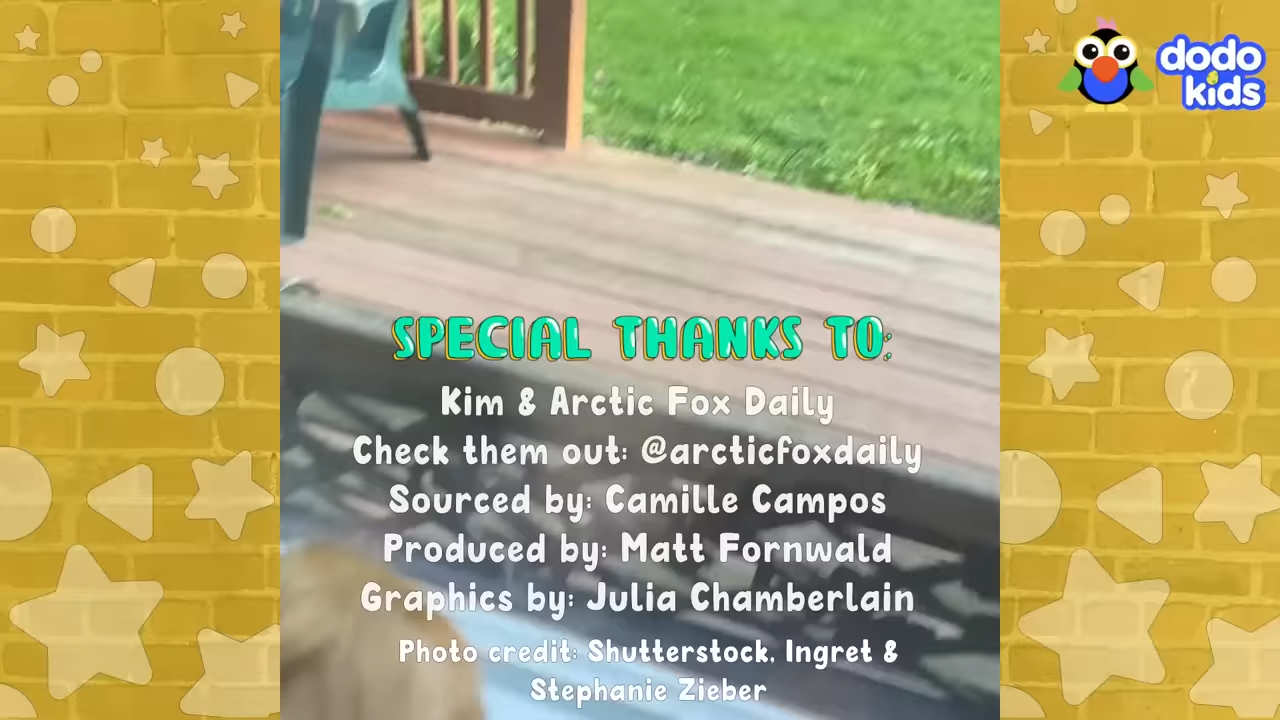 dodo
kids
SPECIAL THANKS TO:
Kim & Arctic Fox Daily
Check them out: @arcticfoxdaily
Sourced by: Camille Campos
Produced by: Matt Fornwald
Graphics by: Julia Chamberlain
Photo credit: Shutterstock, Ingret &
Stephanie Zieber